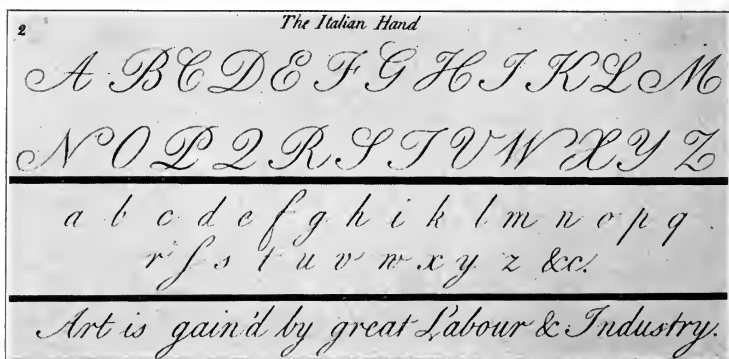 2
The Italian Hand
A B C D E F G H I K L M
N O P Q R S T U V W X Y Z
a b c d e f g h i k l m n o p q
r ſ s t u v w x y z &c.
Art is gain'd by great Labour & Industry.